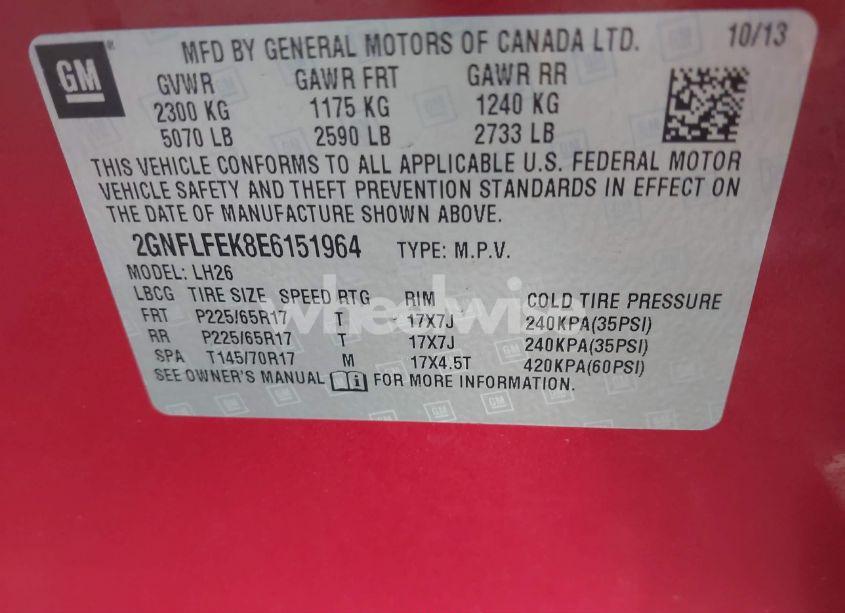 GM
MFD BY GENERAL MOTORS OF CANADA LTD. 10/13
GVWR GAWR FRT GAWR RR
2300 KG 1175 KG 1240 KG
5070 LB 2590 LB 2733 LB
THIS VEHICLE CONFORMS TO ALL APPLICABLE U.S. FEDERAL MOTOR
VEHICLE SAFETY AND THEFT PREVENTION STANDARDS IN EFFECT ON
THE DATE OF MANUFACTURE SHOWN ABOVE.
2GNFLFEK8E6151964 TYPE: M.P.V.
MODEL: LH26
LBCG TIRE SIZE SPEED RTG RIM COLD TIRE PRESSURE
FRT P225/65R17 T 17X7J 240KPA(35PSI)
RR P225/65R17 T 17X7J 240KPA(35PSI)
SPA T145/70R17 M 17X4.5T 420KPA(60PSI)
SEE OWNER'S MANUAL FOR MORE INFORMATION.